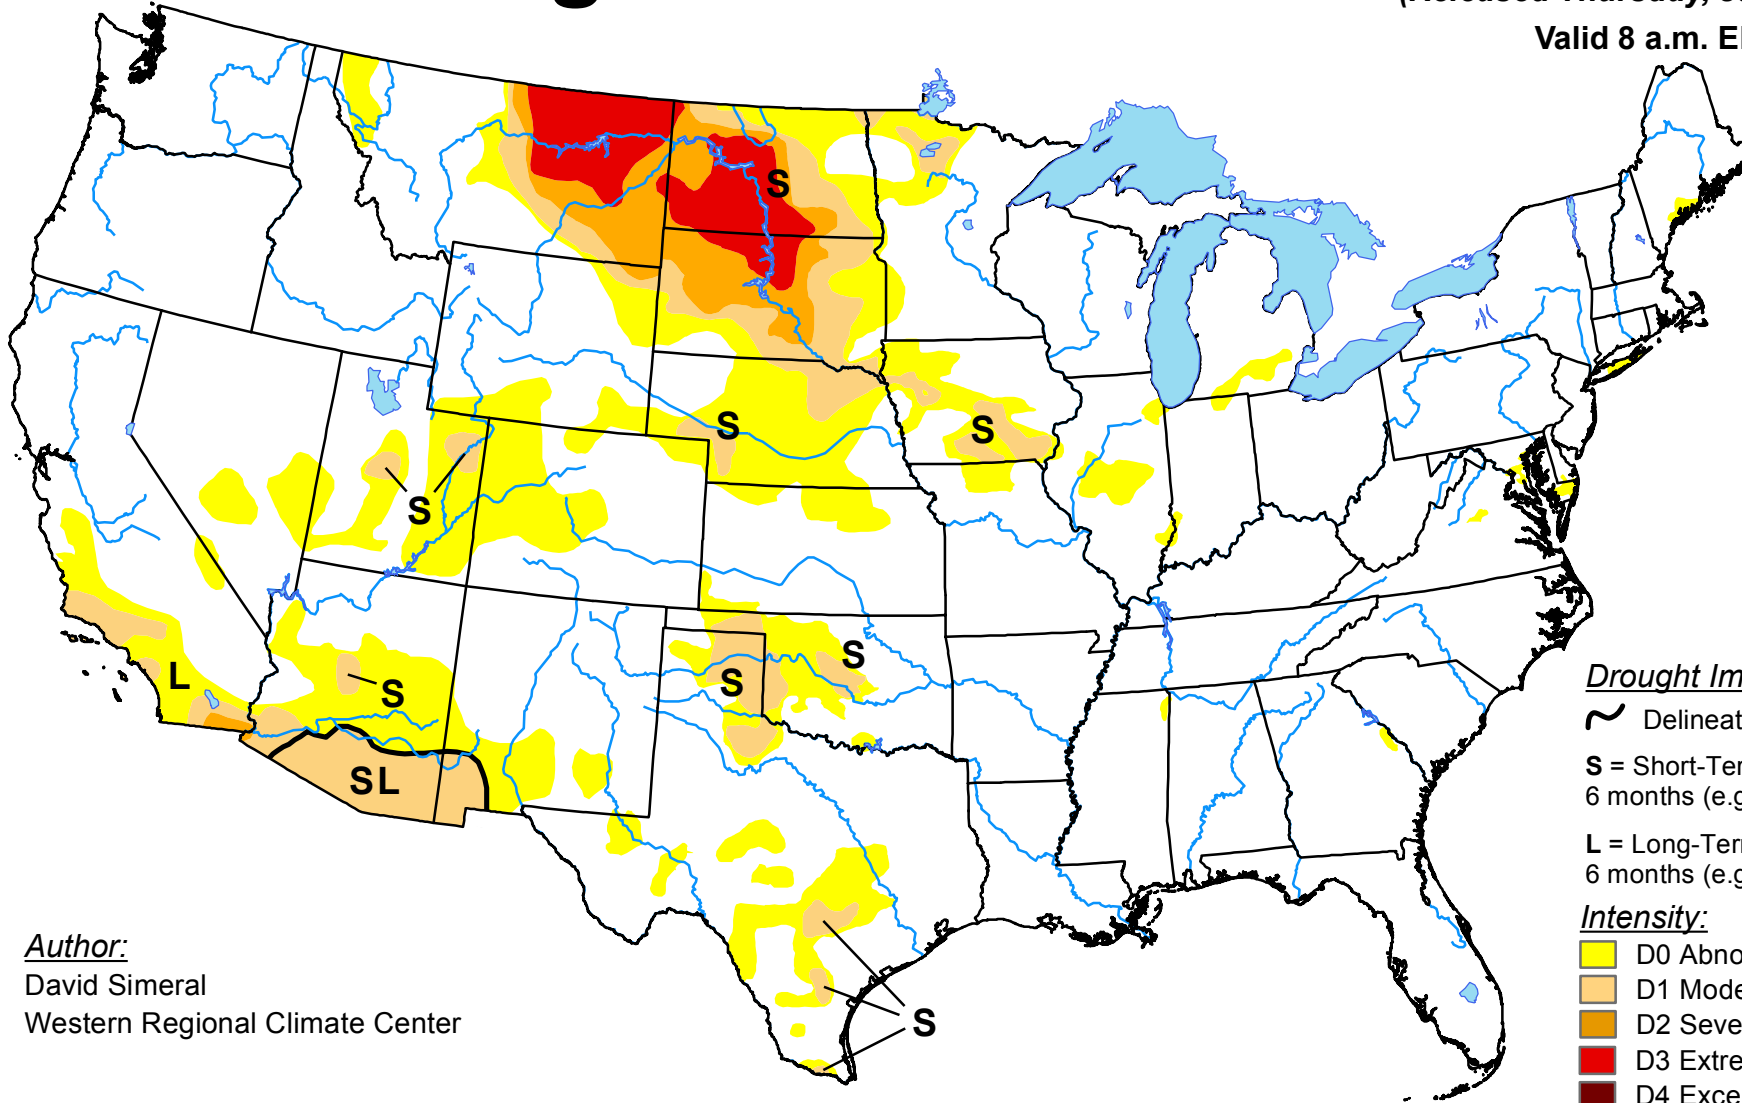 Valid 8 a.m.
S
S
S
S
L
S
S
S
SL
S
Drought
Delineat
S = Short-Ter
6 months (e.g
L = Long-Ter
6 months (e.g
Intensity:
D0 Abno
D1 Mode
D2 Seve
D3 Extre
D4 Exce
Author:
David Simeral
Western Regional Climate Center